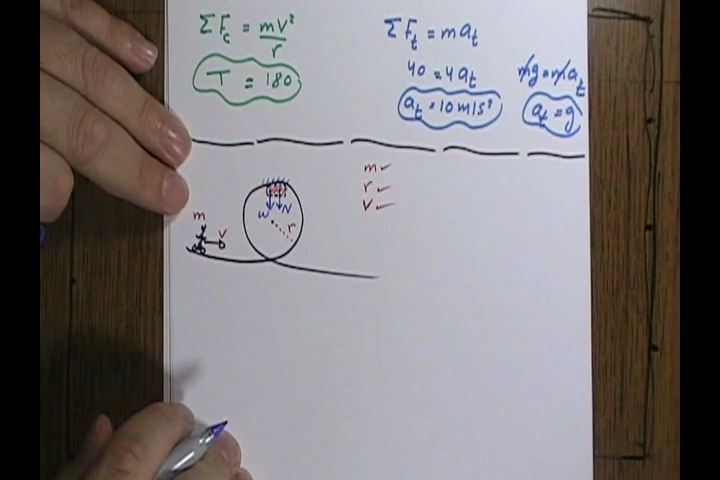 ΣF_c = mv²/r
T = 180
ΣF_t = ma_t
40 = 4a_t
a_t = 10 m/s²
mg = ma_t
a_t = g
m ✓
r ✓
v ✓
W N
r
m
v